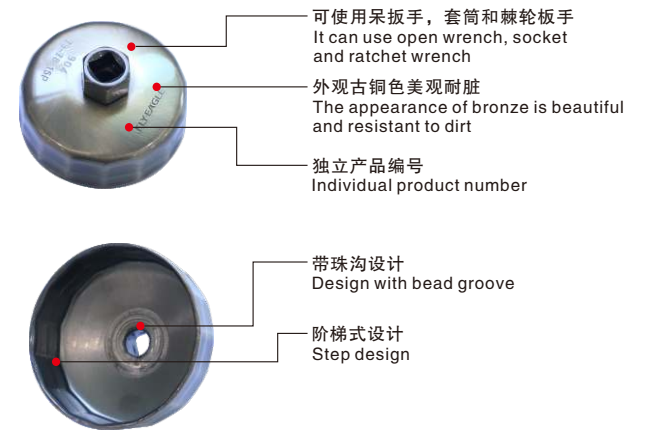 可使用呆扳手，套筒和棘轮板手
It can use open wrench, socket
and ratchet wrench
外观古铜色美观耐脏
The appearance of bronze is beautiful
and resistant to dirt
独立产品编号
Individual product number
904
带珠沟设计
Design with bead groove
阶梯式设计
Step design